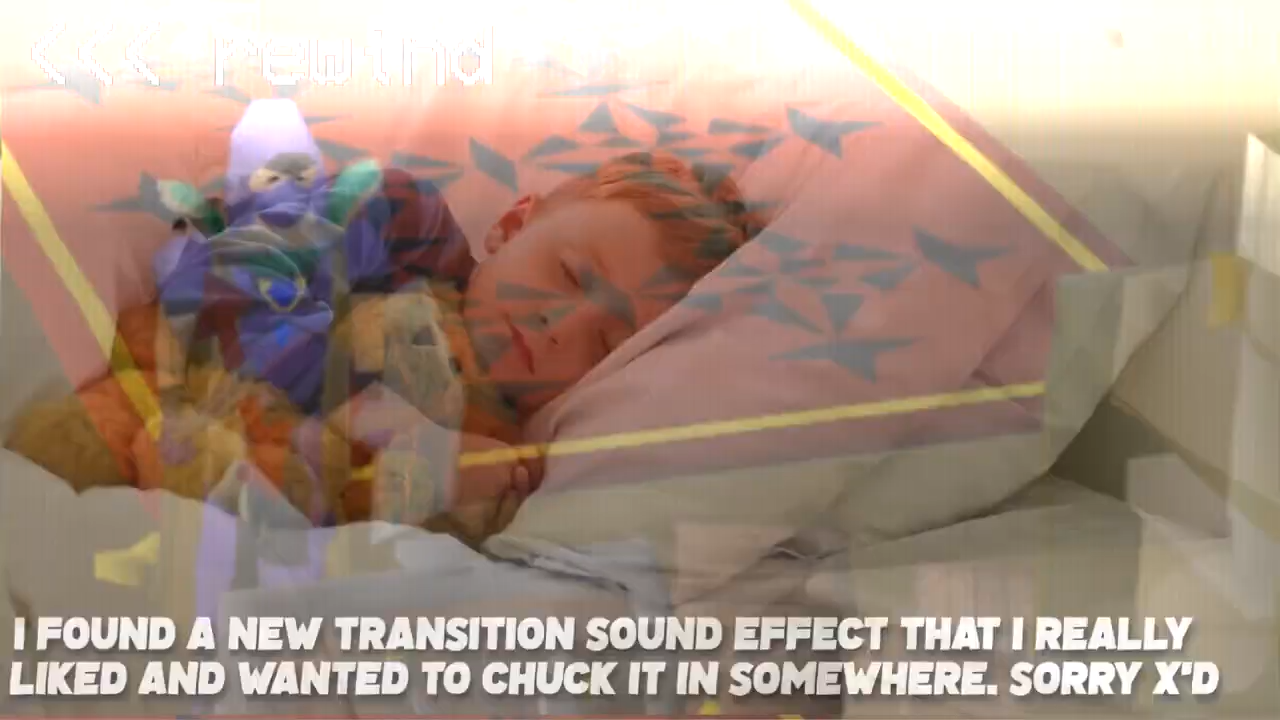 <<< rewind
I FOUND A NEW TRANSITION SOUND EFFECT THAT I REALLY
LIKED AND WANTED TO CHUCK IT IN SOMEWHERE. SORRY X'D